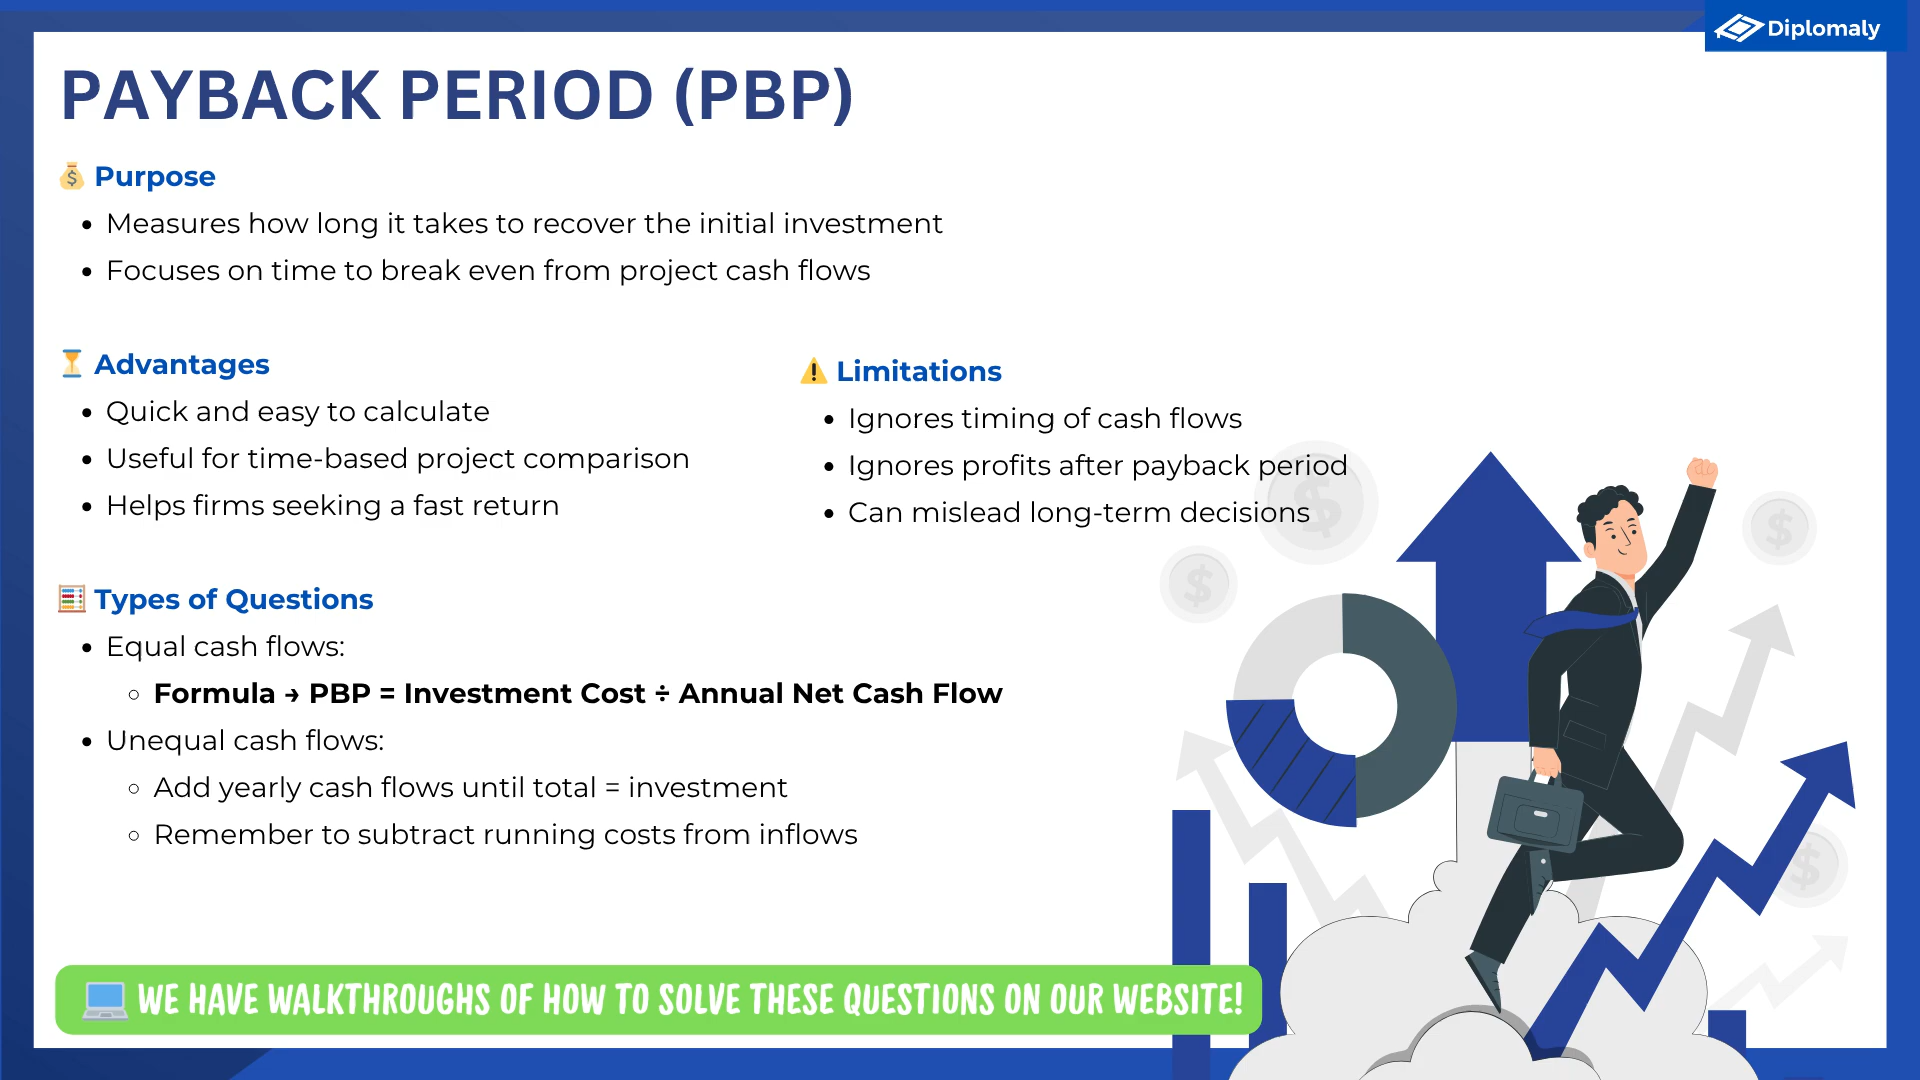 Diplomaly
PAYBACK PERIOD (PBP)
Purpose
• Measures how long it takes to recover the initial investment
• Focuses on time to break even from project cash flows
Advantages
• Quick and easy to calculate
• Useful for time-based project comparison
• Helps firms seeking a fast return
Limitations
• Ignores timing of cash flows
• Ignores profits after payback period
• Can mislead long-term decisions
Types of Questions
• Equal cash flows:
◦ Formula → PBP = Investment Cost ÷ Annual Net Cash Flow
• Unequal cash flows:
◦ Add yearly cash flows until total = investment
◦ Remember to subtract running costs from inflows
WE HAVE WALKTHROUGHS OF HOW TO SOLVE THESE QUESTIONS ON OUR WEBSITE!